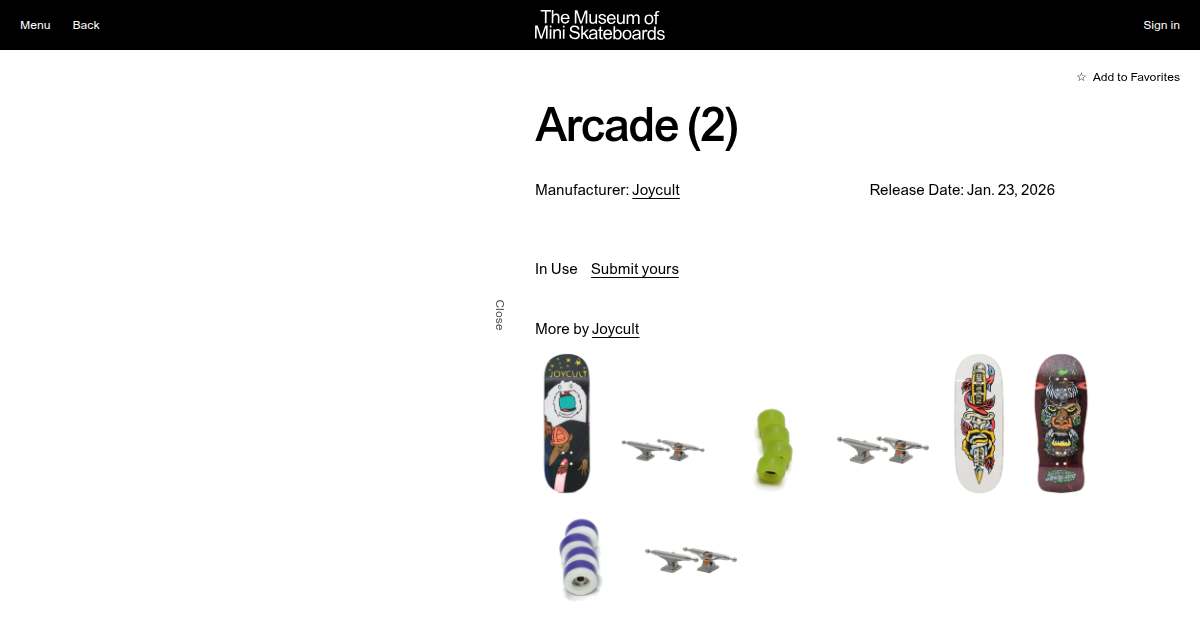 Menu
Back
The Museum of
Mini Skateboards
Sign in
☆ Add to Favorites
Arcade (2)
Manufacturer: Joycult
Release Date: Jan. 23, 2026
In Use
Submit yours
Close
More by Joycult
JOYCULT